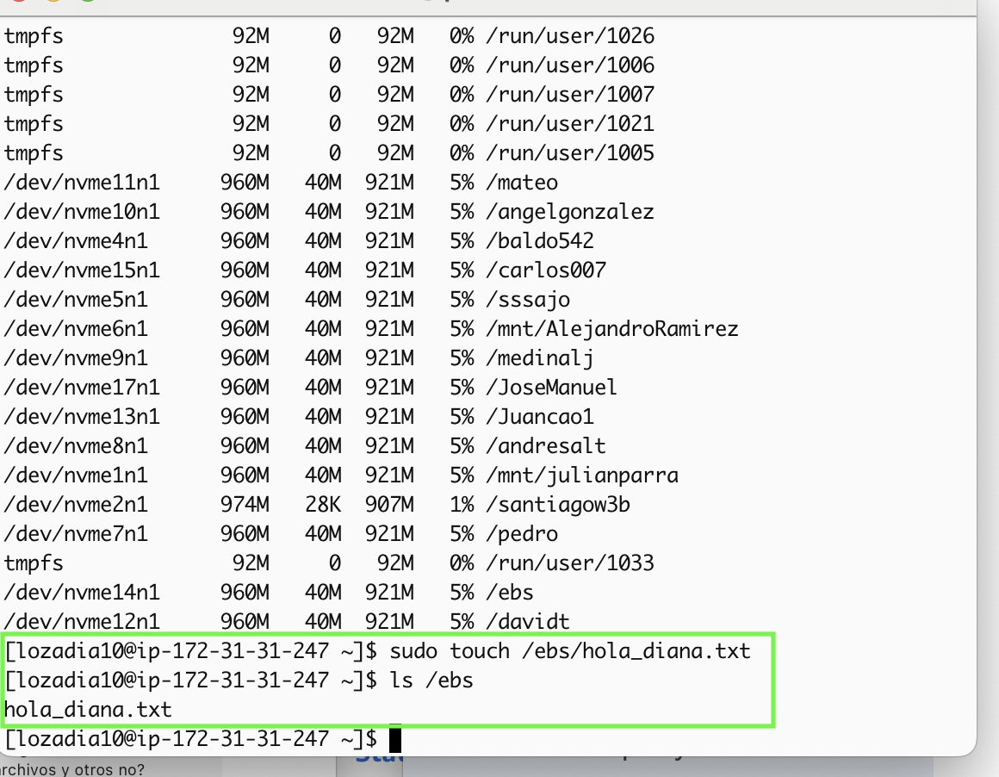 tmpfs 92M 0 92M 0% /run/user/1026
tmpfs 92M 0 92M 0% /run/user/1006
tmpfs 92M 0 92M 0% /run/user/1007
tmpfs 92M 0 92M 0% /run/user/1021
tmpfs 92M 0 92M 0% /run/user/1005
/dev/nvme11n1 960M 40M 921M 5% /mateo
/dev/nvme10n1 960M 40M 921M 5% /angelgonzalez
/dev/nvme4n1 960M 40M 921M 5% /baldo542
/dev/nvme15n1 960M 40M 921M 5% /carlos007
/dev/nvme5n1 960M 40M 921M 5% /sssajo
/dev/nvme6n1 960M 40M 921M 5% /mnt/AlejandroRamirez
/dev/nvme9n1 960M 40M 921M 5% /medinalj
/dev/nvme17n1 960M 40M 921M 5% /JoseManuel
/dev/nvme13n1 960M 40M 921M 5% /Juancao1
/dev/nvme8n1 960M 40M 921M 5% /andresalt
/dev/nvme1n1 960M 40M 921M 5% /mnt/julianparra
/dev/nvme2n1 974M 28K 907M 1% /santiagow3b
/dev/nvme7n1 960M 40M 921M 5% /pedro
tmpfs 92M 0 92M 0% /run/user/1033
/dev/nvme14n1 960M 40M 921M 5% /ebs
/dev/nvme12n1 960M 40M 921M 5% /davidt
[lozadia10@ip-172-31-31-247 ~]$ sudo touch /ebs/hola_diana.txt
[lozadia10@ip-172-31-31-247 ~]$ ls /ebs
hola_diana.txt
[lozadia10@ip-172-31-31-247 ~]$
rchivos y otros no?